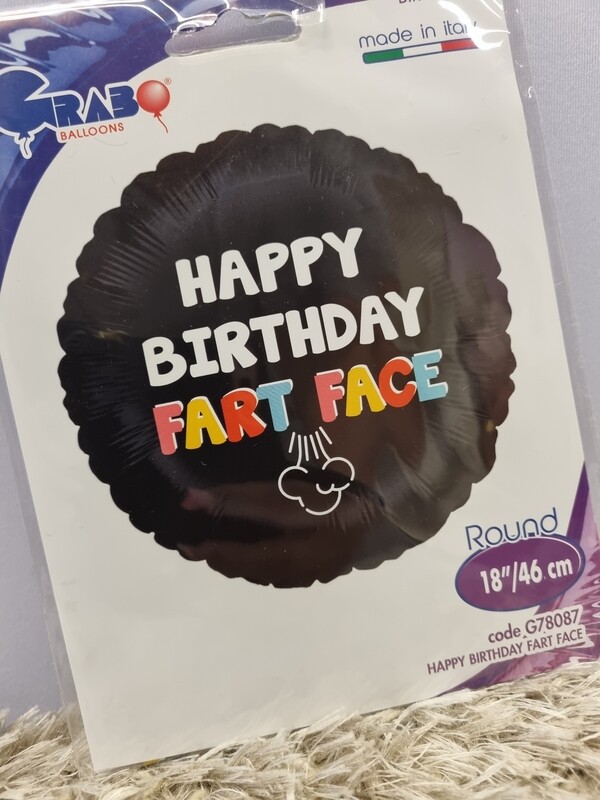 made in italy
GRABO®
BALLOONS
HAPPY
BIRTHDAY
FART FACE
Round
18"/46 cm
code G78087
HAPPY BIRTHDAY FART FACE